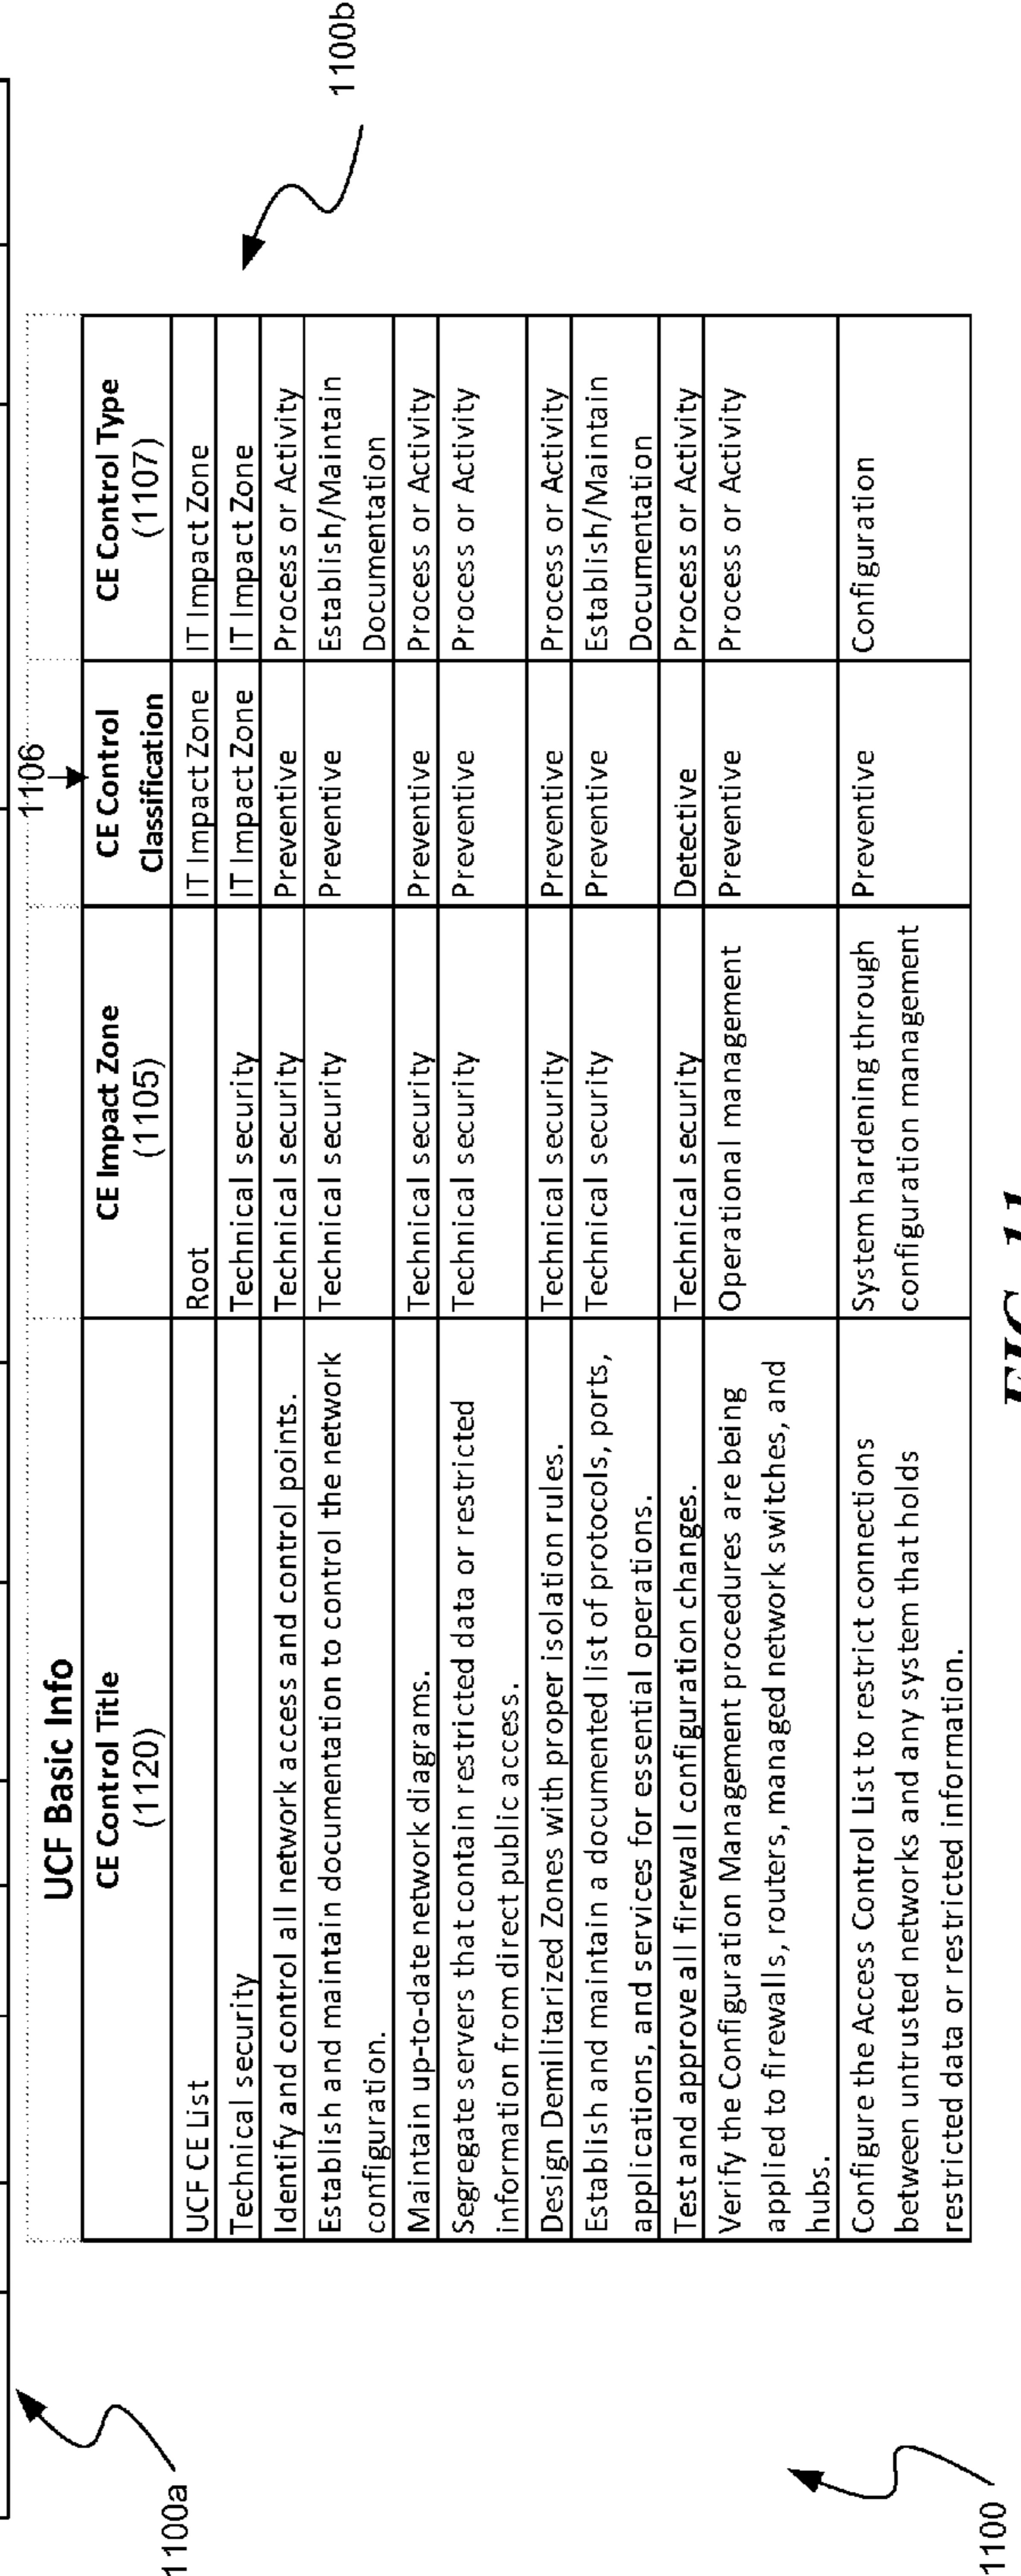 1100a
1100b
1106
UCF Basic Info
CE Control Title
(1120)
CE Impact Zone
(1105)
CE Control
Classification
CE Control Type
(1107)
UCF CE List
Root
IT Impact Zone
IT Impact Zone
Technical security
Technical security
IT Impact Zone
IT Impact Zone
Identify and control all network access and control points.
Technical security
Preventive
Process or Activity
Establish and maintain documentation to control the network
configuration.
Technical security
Preventive
Establish/Maintain
Documentation
Maintain up-to-date network diagrams.
Technical security
Preventive
Process or Activity
Segregate servers that contain restricted data or restricted
information from direct public access.
Technical security
Preventive
Process or Activity
Design Demilitarized Zones with proper isolation rules.
Technical security
Preventive
Process or Activity
Establish and maintain a documented list of protocols, ports,
applications, and services for essential operations.
Technical security
Preventive
Establish/Maintain
Documentation
Test and approve all firewall configuration changes.
Technical security
Detective
Process or Activity
Verify the Configuration Management procedures are being
applied to firewalls, routers, managed network switches, and
hubs.
Operational management
Preventive
Process or Activity
Configure the Access Control List to restrict connections
between untrusted networks and any system that holds
restricted data or restricted information.
System hardening through
configuration management
Preventive
Configuration
1100